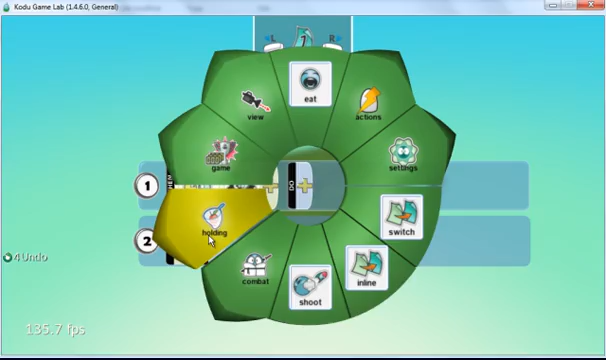 Kodu Game Lab (1.4.6.0, General)
L R
eat
view
actions
game
settings
1
DO
holding
switch
2
combat
inline
shoot
4 Undo
135.7 fps